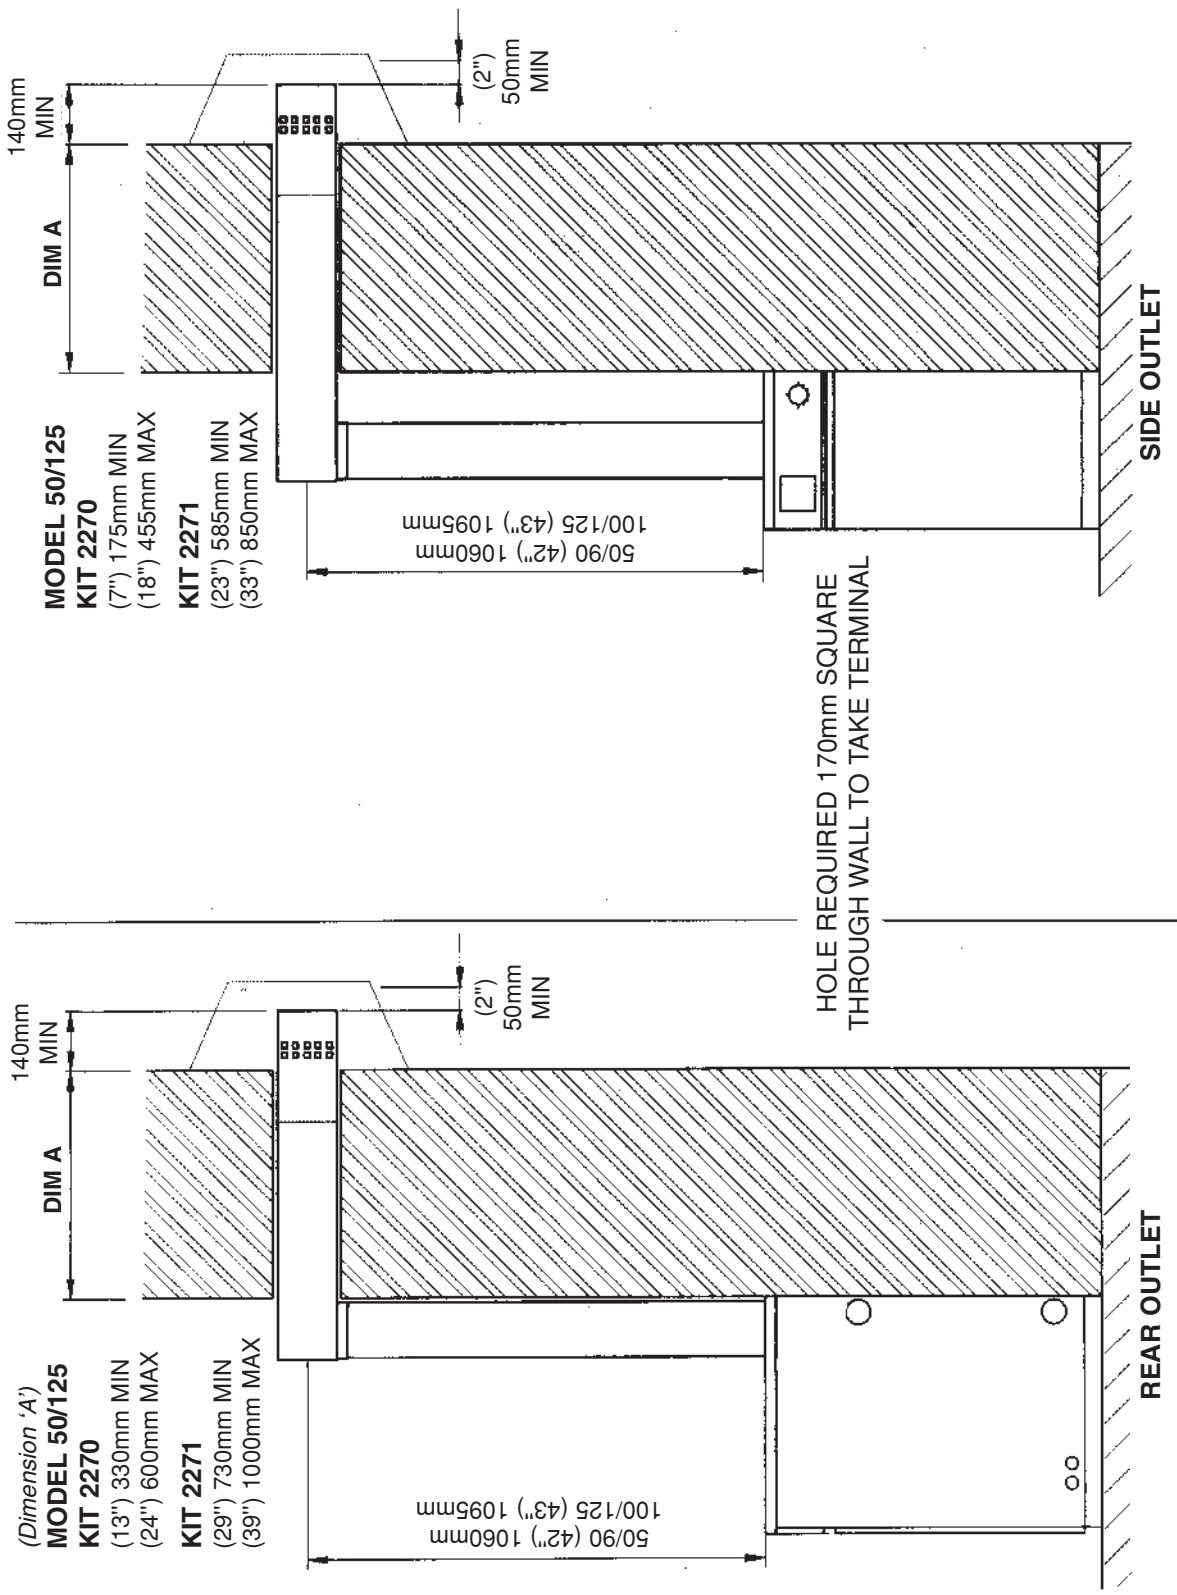 (Dimension 'A')
MODEL 50/125
KIT 2270
(13") 330mm MIN
(24") 600mm MAX
KIT 2271
(29") 730mm MIN
(39") 1000mm MAX
DIM A
140mm
MIN
(2")
50mm
MIN
50/90 (42") 1060mm
100/125 (43") 1095mm
REAR OUTLET
HOLE REQUIRED 170mm SQUARE
THROUGH WALL TO TAKE TERMINAL
MODEL 50/125
KIT 2270
(7") 175mm MIN
(18") 455mm MAX
KIT 2271
(23") 585mm MIN
(33") 850mm MAX
DIM A
140mm
MIN
(2")
50mm
MIN
50/90 (42") 1060mm
100/125 (43") 1095mm
SIDE OUTLET